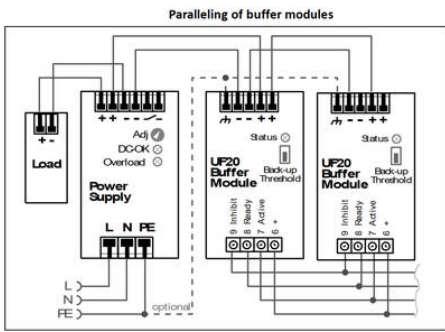 Paralleling of buffer modules
+ + - - 
+ -
Load
Adj
DC-OK
Overload
Power
Supply
L N PE
Status
UF20
Buffer
Module
Back-up
Threshold
9 Inhibit
8 Ready
7 Active
6 +
- - + +
Status
UF20
Buffer
Module
Back-up
Threshold
9 Inhibit
8 Ready
7 Active
6 +
- - + +
L
N
PE
optional